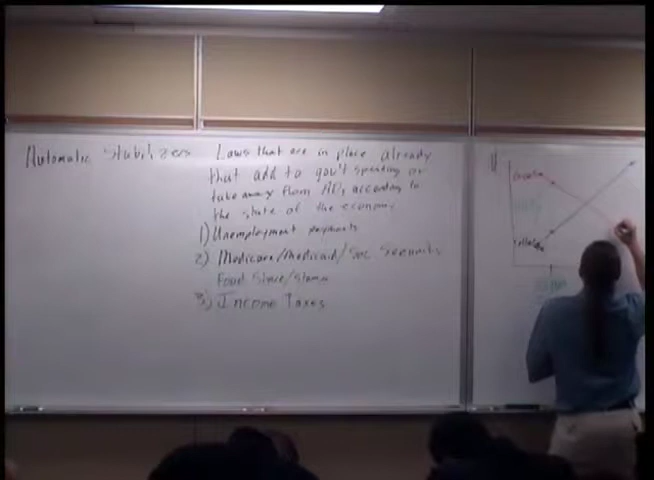 Automatic Stabilizers Laws that are in place already
that add to gov't spending or
take away from AD, according to
the state of the economy
1) Unemployment payments
2) Medicare/Medicaid/Soc Security
Food
3) Income Taxes